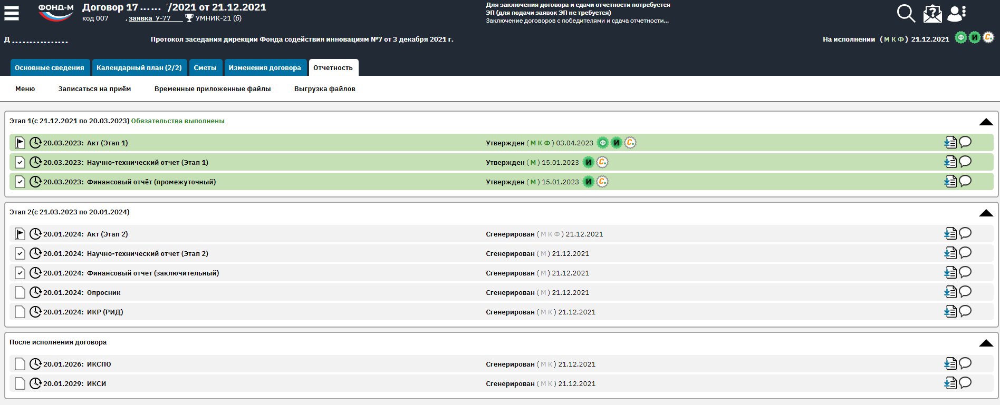 ФОНД-М
Договор 17 ...... /2021 от 21.12.2021
код 007 , заявка У-77 УМНИК-21 (б)
Для заключения договора и сдачи отчетности потребуется
ЭП (для подачи заявок ЭП не требуется)
Заключение договоров с победителями и сдача отчетности...
Д ................
Протокол заседания дирекции Фонда содействия инновациям №7 от 3 декабря 2021 г.
На исполнении ( М К Ф ) 21.12.2021 Ф И С.
Основные сведения Календарный план (2/2) Сметы Изменения договора Отчетность
Меню Записаться на приём Временные приложенные файлы Выгрузка файлов
Этап 1(с 21.12.2021 по 20.03.2023) Обязательства выполнены
20.03.2023: Акт (Этап 1) Утвержден ( М К Ф ) 03.04.2023 Ф И С.
20.03.2023: Научно-технический отчет (Этап 1) Утвержден ( М ) 15.01.2023 И С.
20.03.2023: Финансовый отчёт (промежуточный) Утвержден ( М ) 15.01.2023 И С.
Этап 2(с 21.03.2023 по 20.01.2024)
20.01.2024: Акт (Этап 2) Сгенерирован ( М К Ф ) 21.12.2021
20.01.2024: Научно-технический отчет (Этап 2) Сгенерирован ( М ) 21.12.2021
20.01.2024: Финансовый отчет (заключительный) Сгенерирован ( М ) 21.12.2021
20.01.2024: Опросник Сгенерирован ( М ) 21.12.2021
20.01.2024: ИКР (РИД) Сгенерирован ( М К ) 21.12.2021
После исполнения договора
20.01.2026: ИКСПО Сгенерирован ( М К ) 21.12.2021
20.01.2029: ИКСИ Сгенерирован ( М К ) 21.12.2021